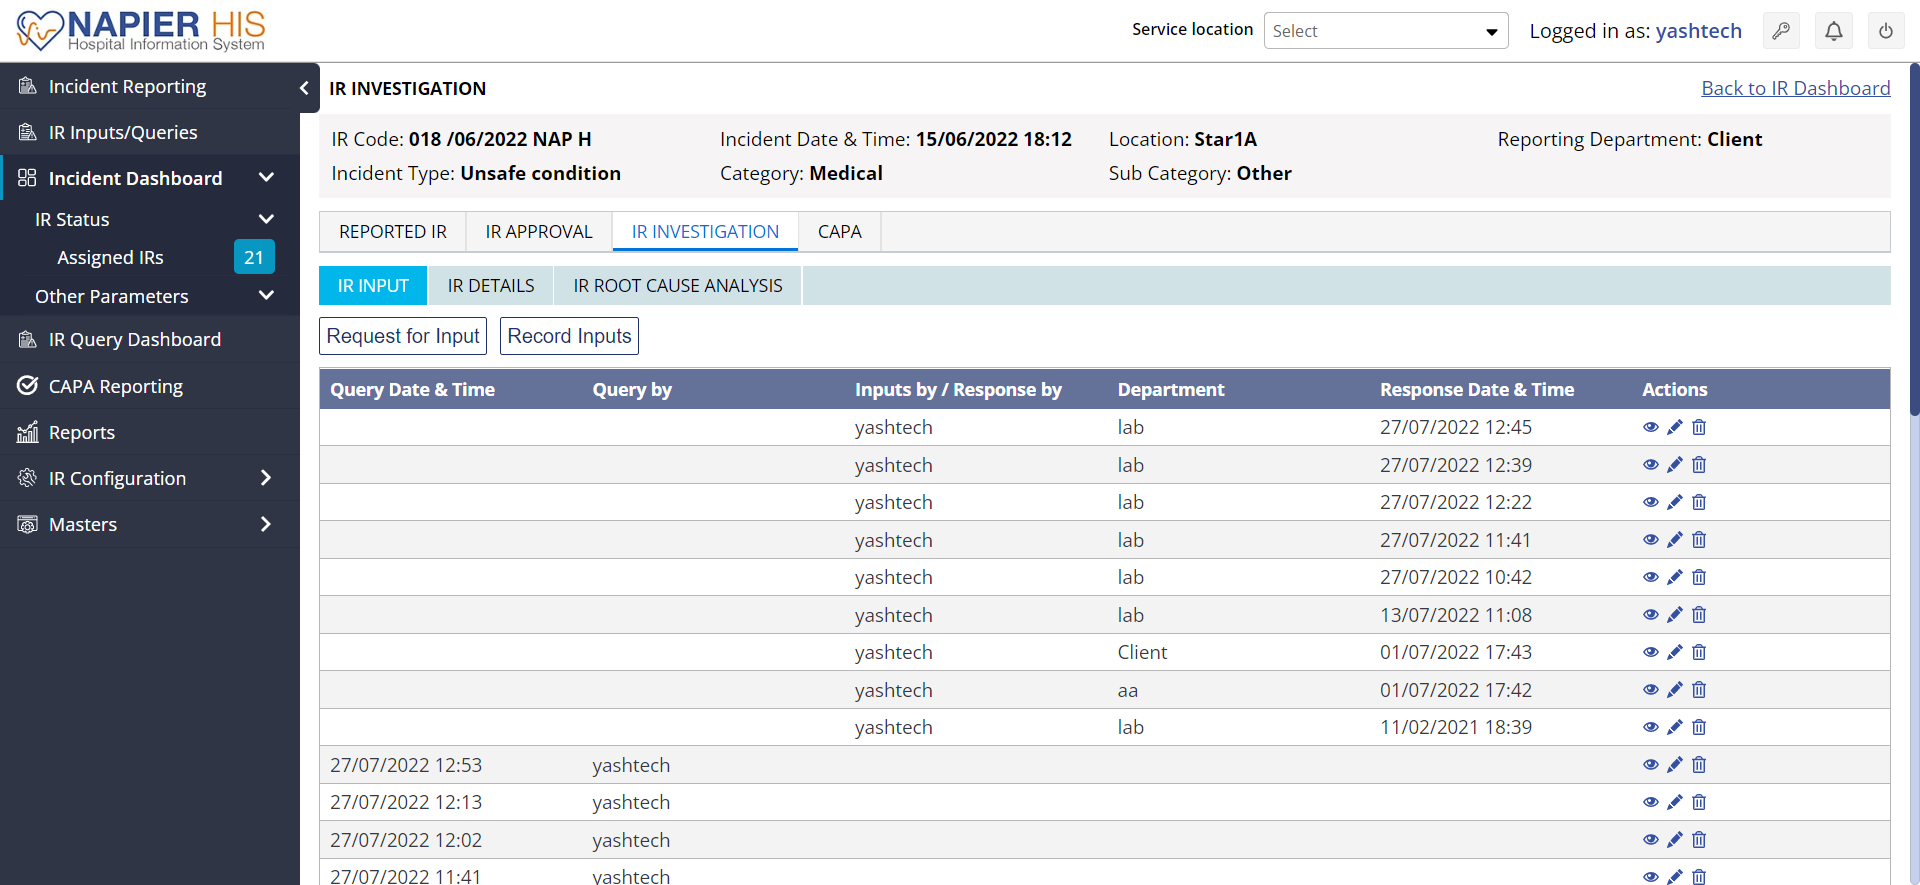 NAPIER HIS
Hospital Information System
Service location
Select
Logged in as: yashtech
Incident Reporting
IR Inputs/Queries
Incident Dashboard
IR Status
Assigned IRs 21
Other Parameters
IR Query Dashboard
CAPA Reporting
Reports
IR Configuration
Masters
IR INVESTIGATION
Back to IR Dashboard
IR Code: 018 /06/2022 NAP H Incident Date & Time: 15/06/2022 18:12 Location: Star1A Reporting Department: Client
Incident Type: Unsafe condition Category: Medical Sub Category: Other
REPORTED IR IR APPROVAL IR INVESTIGATION CAPA
IR INPUT IR DETAILS IR ROOT CAUSE ANALYSIS
Request for Input Record Inputs
Query Date & Time Query by Inputs by / Response by Department Response Date & Time Actions
yashtech lab 27/07/2022 12:45
yashtech lab 27/07/2022 12:39
yashtech lab 27/07/2022 12:22
yashtech lab 27/07/2022 11:41
yashtech lab 27/07/2022 10:42
yashtech lab 13/07/2022 11:08
yashtech Client 01/07/2022 17:43
yashtech aa 01/07/2022 17:42
yashtech lab 11/02/2021 18:39
27/07/2022 12:53 yashtech
27/07/2022 12:13 yashtech
27/07/2022 12:02 yashtech
27/07/2022 11:41 yashtech